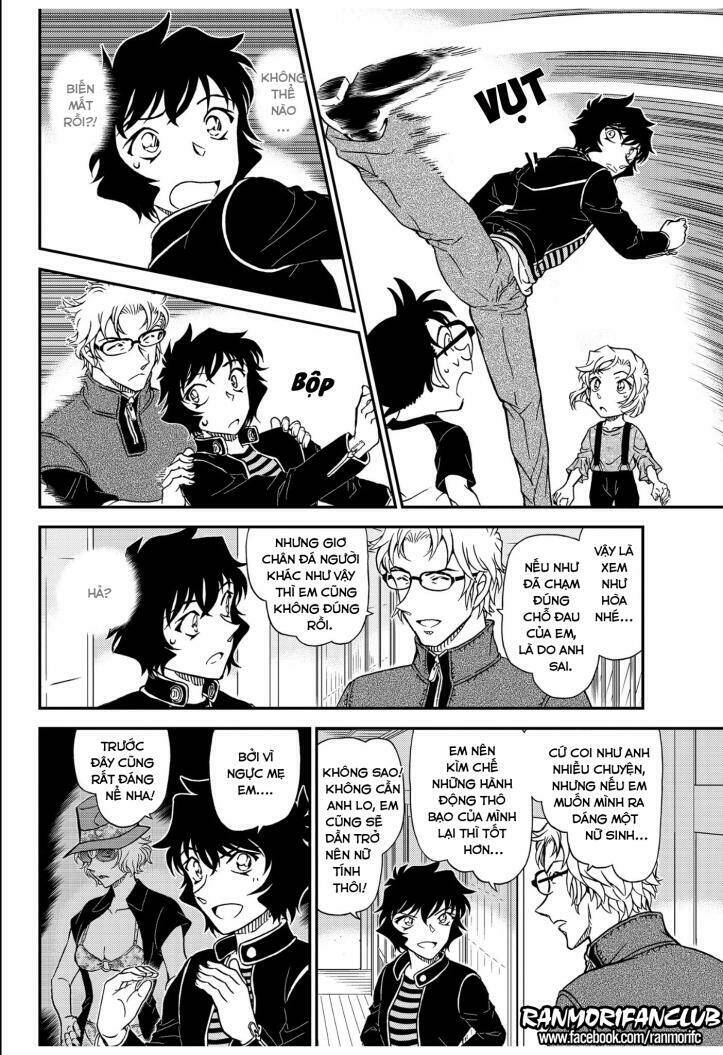 VỤT
KHÔNG
THỂ
NÀO
...
BIẾN
MẤT
RỒI?!
BỘP
VẬY LÀ
XEM
NHƯ
HÒA
NHÉ...
NẾU NHƯ
ĐÃ CHẠM
ĐÚNG
CHỖ ĐAU
CỦA EM,
LÀ DO ANH
SAI.
NHƯNG GIƠ
CHÂN ĐÁ NGƯỜI
KHÁC NHƯ VẬY
THÌ EM CŨNG
KHÔNG ĐÚNG
RỒI.
HẢ?
CỨ COI NHƯ ANH
NHIỀU CHUYỆN,
NHƯNG NẾU EM
MUỐN MÌNH RA
DÁNG MỘT
NỮ SINH...
EM NÊN
KÌM CHẾ
NHỮNG HÀNH
ĐỘNG THÔ
BẠO CỦA MÌNH
LẠI THÌ TỐT
HƠN...
KHÔNG SAO!
KHÔNG CẦN
ANH LO, EM
CŨNG SẼ
DẦN TRỞ
NÊN NỮ
TÍNH
THÔI!
BỞI VÌ
NGỰC MẸ
EM....
TRƯỚC
ĐÂY CŨNG
RẤT ĐÁNG
NỂ NHA!
RANMORIFANCLUB
www.facebook.com/ranmorifc